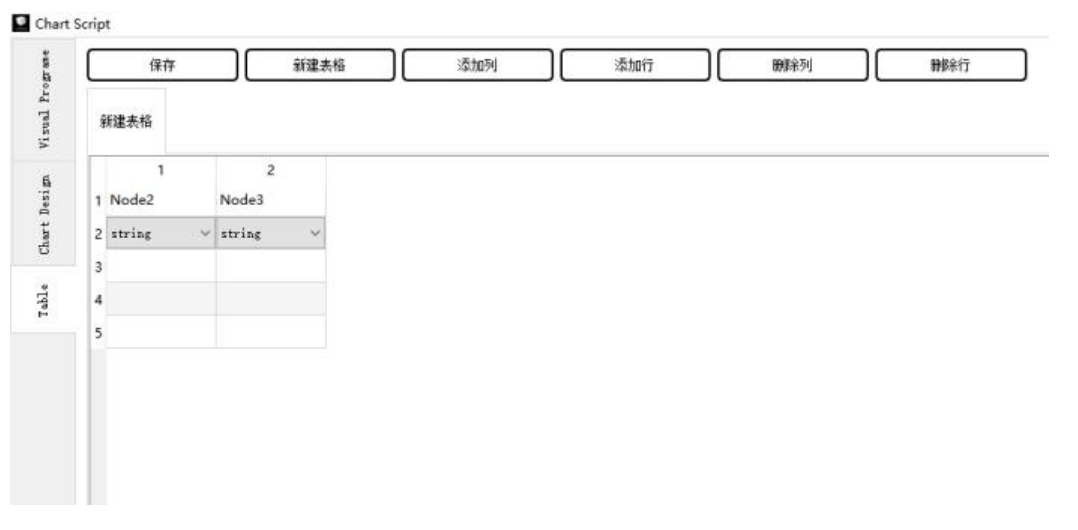 Chart Script
保存 新建表格 添加列 添加行 删除列 删除行
Visual Programe
Chart Design
Table
新建表格
1 2
1 Node2 Node3
2 string string
3
4
5